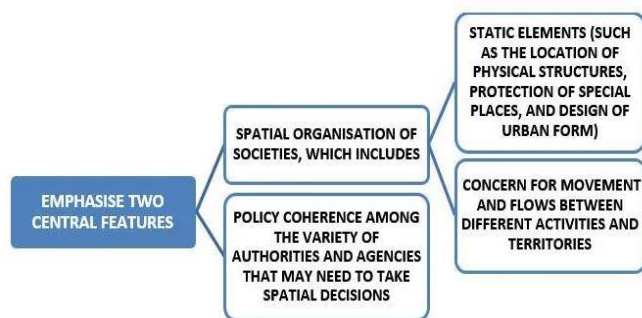 EMPHASISE TWO
CENTRAL FEATURES
SPATIAL ORGANISATION OF
SOCIETIES, WHICH INCLUDES
STATIC ELEMENTS (SUCH
AS THE LOCATION OF
PHYSICAL STRUCTURES,
PROTECTION OF SPECIAL
PLACES, AND DESIGN OF
URBAN FORM)
CONCERN FOR MOVEMENT
AND FLOWS BETWEEN
DIFFERENT ACTIVITIES AND
TERRITORIES
POLICY COHERENCE AMONG
THE VARIETY OF
AUTHORITIES AND AGENCIES
THAT MAY NEED TO TAKE
SPATIAL DECISIONS